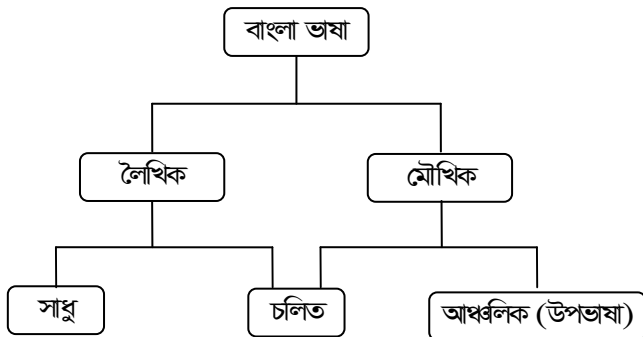 বাংলা ভাষা
লৈখিক
মৌখিক
সাধু
চলিত
আঞ্চলিক (উপভাষা)